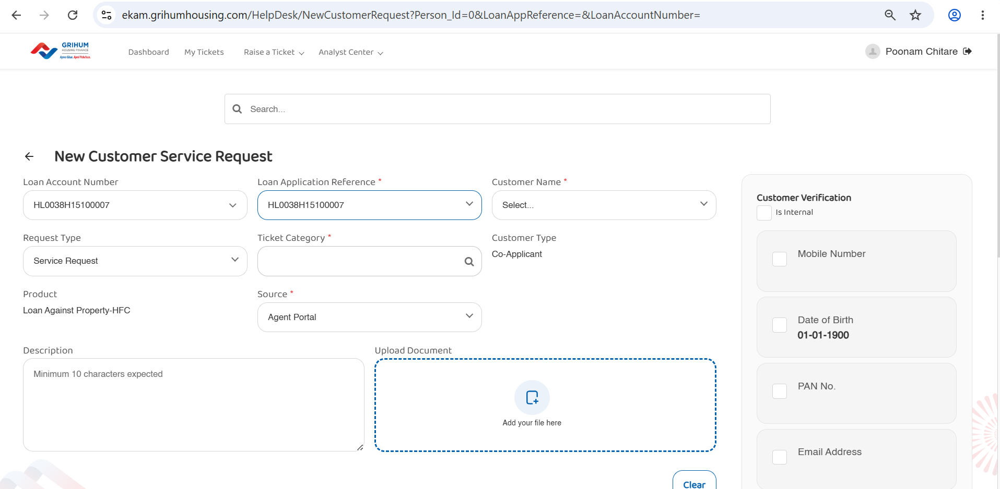 ekam.grihumhousing.com/HelpDesk/NewCustomerRequest?Person_Id=0&LoanAppReference=&LoanAccountNumber=
GRIHUM
HOUSING FINANCE
Apna Ghar. Apni Pehchan.
Dashboard
My Tickets
Raise a Ticket
Analyst Center
Poonam Chitare
Search...
New Customer Service Request
Loan Account Number
Loan Application Reference *
Customer Name *
HL0038H15100007
HL0038H15100007
Select...
Request Type
Ticket Category *
Customer Type
Service Request
Co-Applicant
Product
Source *
Loan Against Property-HFC
Agent Portal
Description
Upload Document
Minimum 10 characters expected
Add your file here
Clear
Customer Verification
Is Internal
Mobile Number
Date of Birth
01-01-1900
PAN No.
Email Address